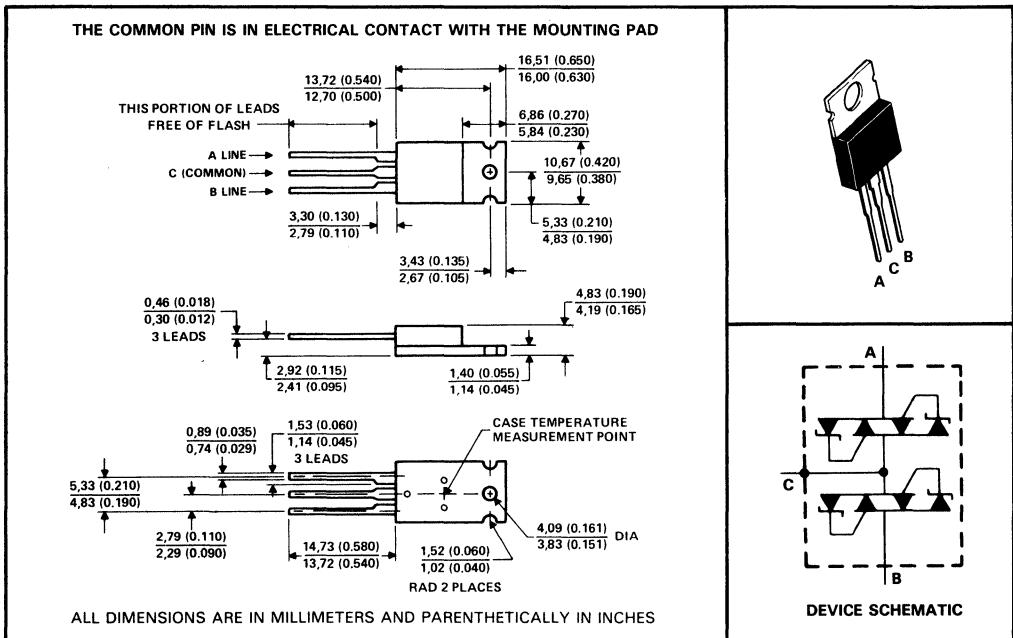 THE COMMON PIN IS IN ELECTRICAL CONTACT WITH THE MOUNTING PAD
16,51 (0.650)
16,00 (0.630)
13,72 (0.540)
12,70 (0.500)
THIS PORTION OF LEADS
FREE OF FLASH
6,86 (0.270)
5,84 (0.230)
A LINE
C (COMMON)
B LINE
10,67 (0.420)
9,65 (0.380)
3,30 (0.130)
2,79 (0.110)
5,33 (0.210)
4,83 (0.190)
3,43 (0.135)
2,67 (0.105)
0,46 (0.018)
0,30 (0.012)
3 LEADS
4,83 (0.190)
4,19 (0.165)
2,92 (0.115)
2,41 (0.095)
1,40 (0.055)
1,14 (0.045)
0,89 (0.035)
0,74 (0.029)
1,53 (0.060)
1,14 (0.045)
3 LEADS
CASE TEMPERATURE
MEASUREMENT POINT
5,33 (0.210)
4,83 (0.190)
2,79 (0.110)
2,29 (0.090)
14,73 (0.580)
13,72 (0.540)
1,52 (0.060)
1,02 (0.040)
RAD 2 PLACES
4,09 (0.161)
3,83 (0.151)
DIA
ALL DIMENSIONS ARE IN MILLIMETERS AND PARENTHETICALLY IN INCHES
A
C
B
A
C
B
DEVICE SCHEMATIC